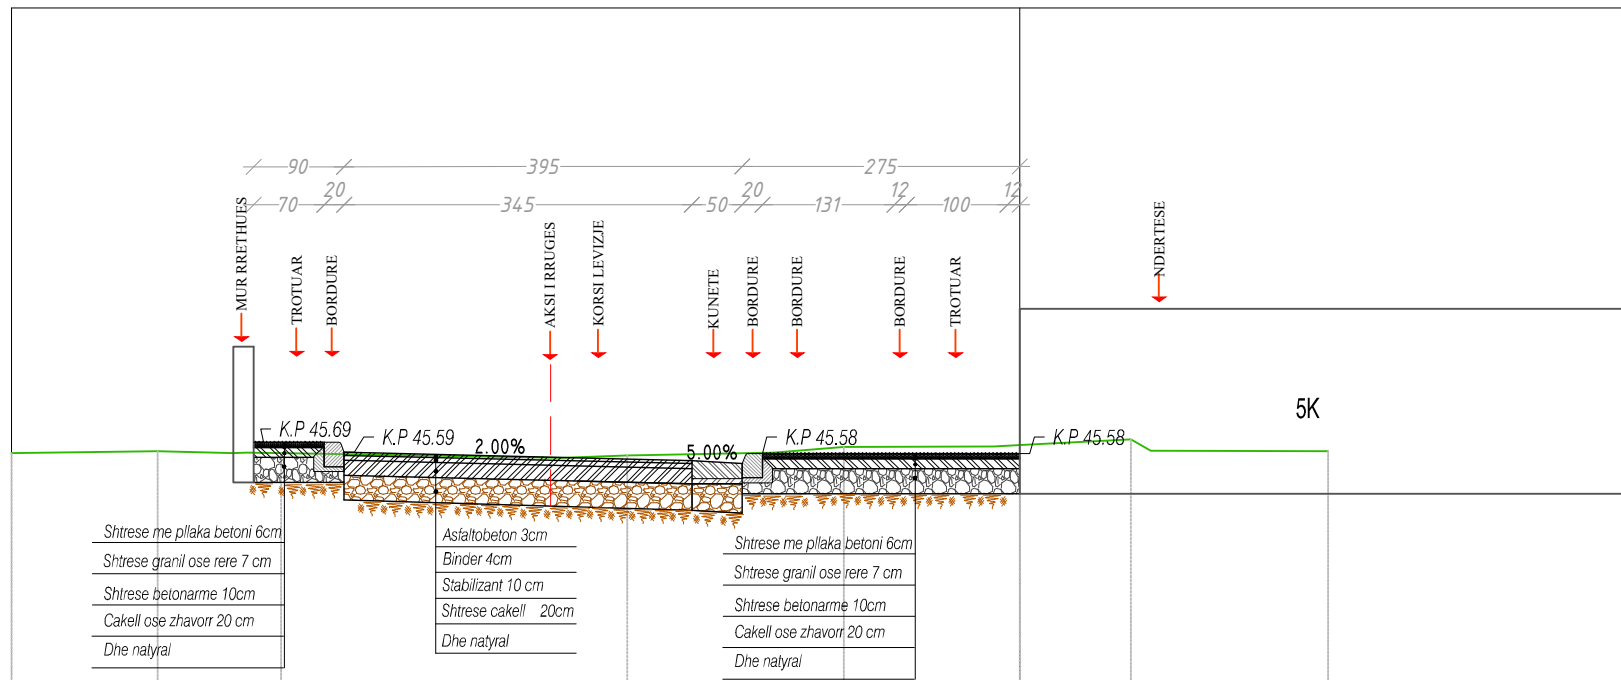 90 395 275
20 20 12 12
70 345 50 131 100
MUR RRETHUES
TROTUAR
BORDURE
AKSI I RRUGES
KORSI LEVIZJE
KUNETE
BORDURE
BORDURE
BORDURE
TROTUAR
NDERTESE
5K
K.P 45.69
K.P 45.59
2.00%
5.00%
K.P 45.58
K.P 45.58
Shtrese me pllaka betoni 6cm
Shtrese granil ose rere 7 cm
Shtrese betonarme 10cm
Cakell ose zhavorr 20 cm
Dhe natyral
Asfaltobeton 3cm
Binder 4cm
Stabilizant 10 cm
Shtrese cakell 20cm
Dhe natyral
Shtrese me pllaka betoni 6cm
Shtrese granil ose rere 7 cm
Shtrese betonarme 10cm
Cakell ose zhavorr 20 cm
Dhe natyral